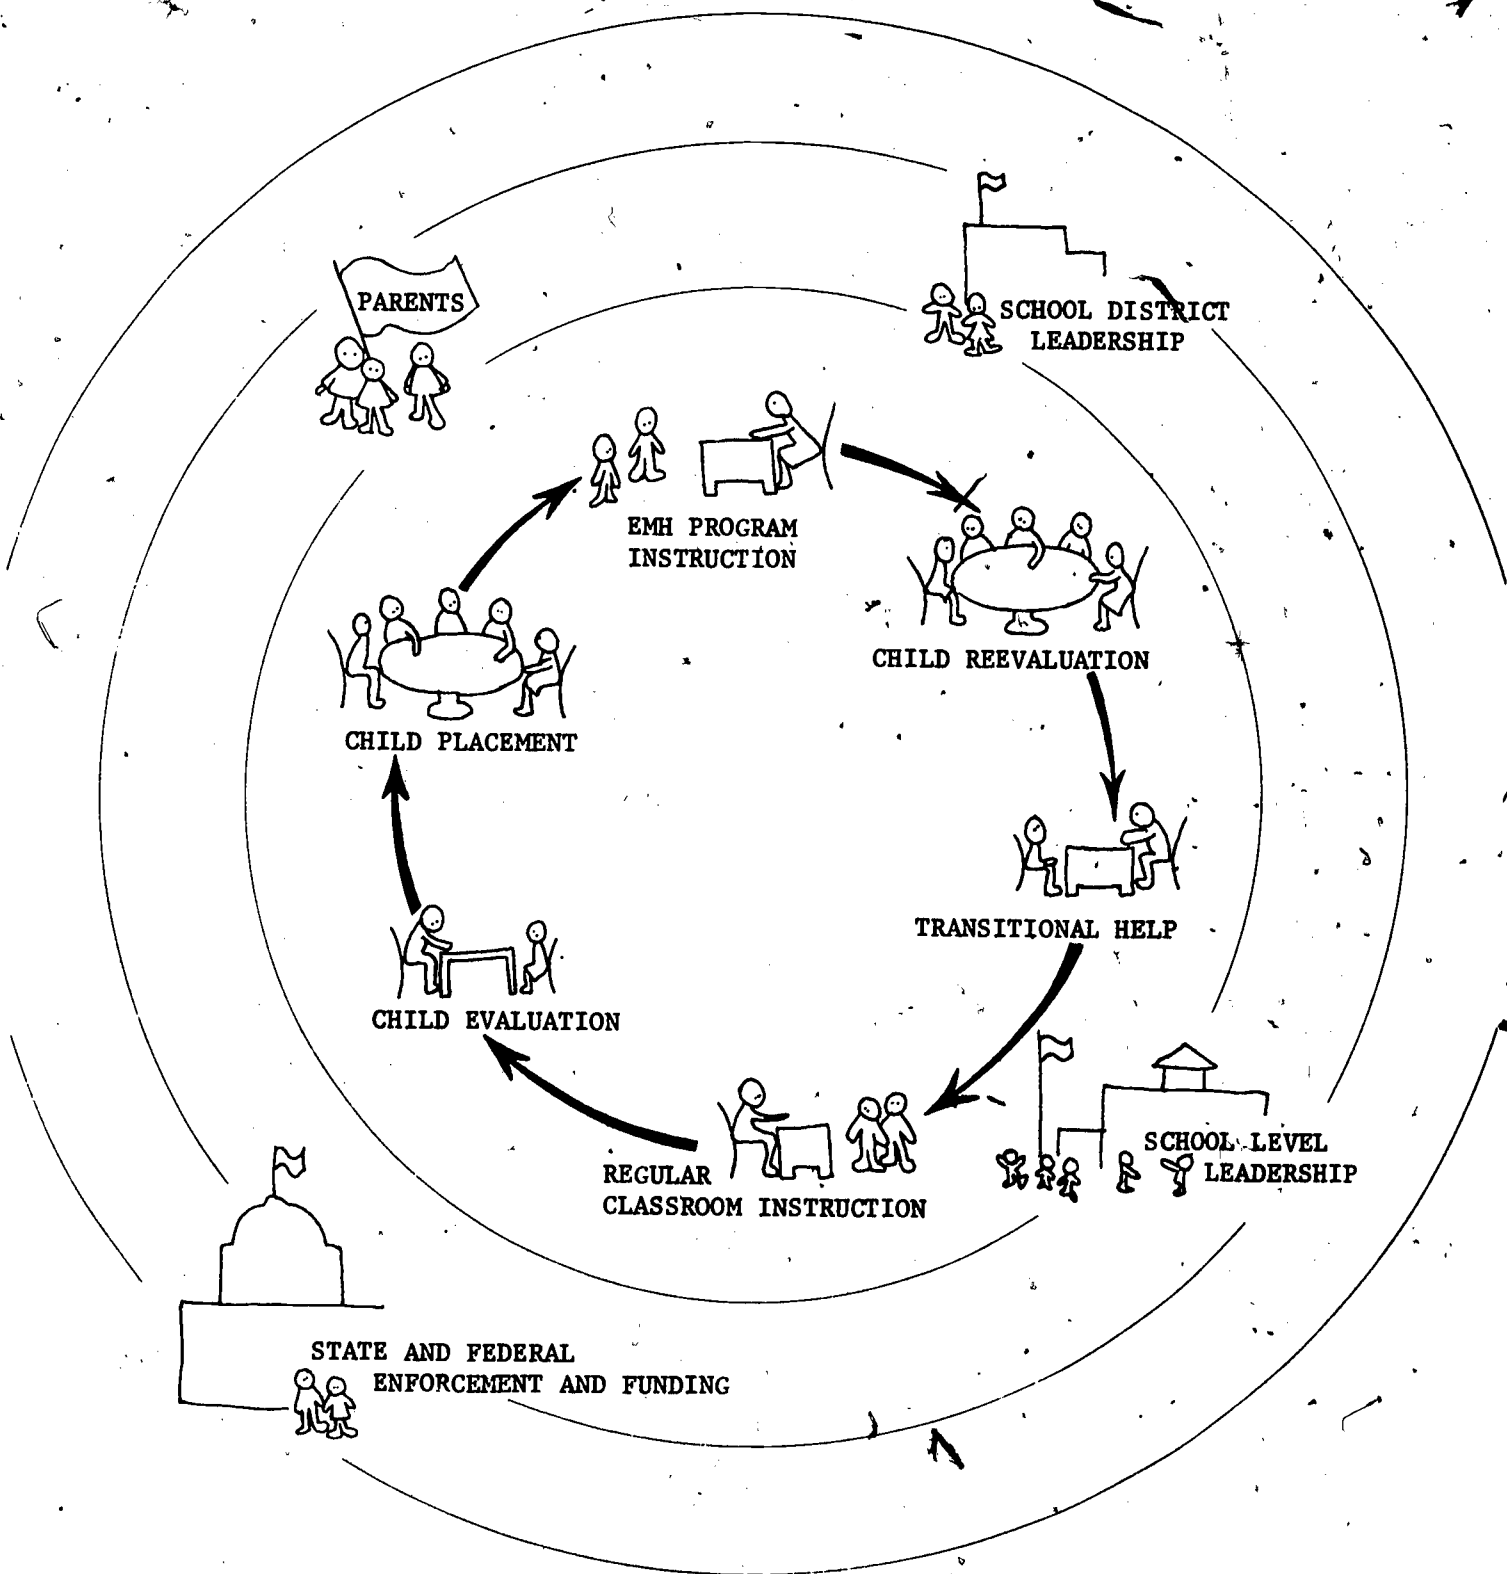 PARENTS
SCHOOL DISTRICT
LEADERSHIP
EMH PROGRAM
INSTRUCTION
CHILD REEVALUATION
CHILD PLACEMENT
TRANSITIONAL HELP
CHILD EVALUATION
SCHOOL LEVEL
LEADERSHIP
REGULAR
CLASSROOM INSTRUCTION
STATE AND FEDERAL
ENFORCEMENT AND FUNDING